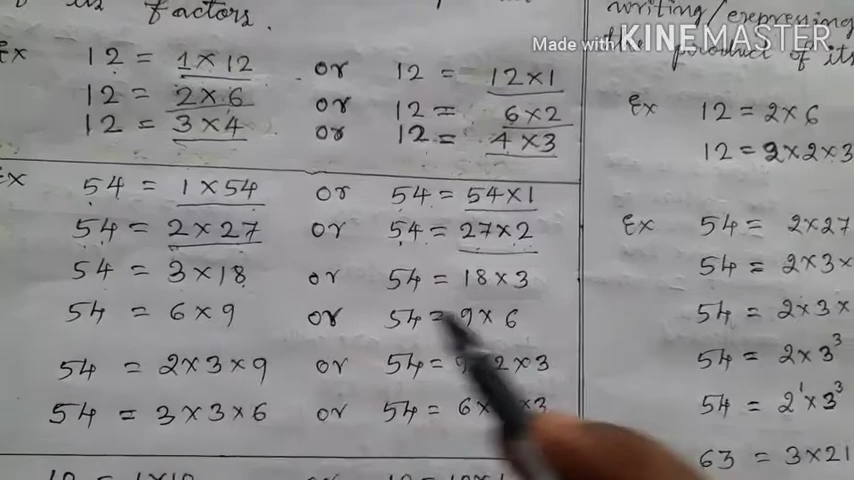 factors.
Ex 12 = 1 × 12 or 12 = 12 × 1
12 = 2 × 6 or 12 = 6 × 2
12 = 3 × 4 or 12 = 4 × 3
Ex 54 = 1 × 54 or 54 = 54 × 1
54 = 2 × 27 or 54 = 27 × 2
54 = 3 × 18 or 54 = 18 × 3
54 = 6 × 9 or 54 = 9 × 6
54 = 2 × 3 × 9 or 54 = 2 × 3
54 = 3 × 3 × 6 or 54 = 6 × 3
writing/expressing
the product of its
Ex 12 = 2 × 6
12 = 2 × 2 × 3
Ex 54 = 2 × 27
54 = 2 × 3 ×
54 = 2 × 3 ×
54 = 2 × 3³
54 = 2¹ × 3³
63 = 3 × 21
Made with KINEMASTER